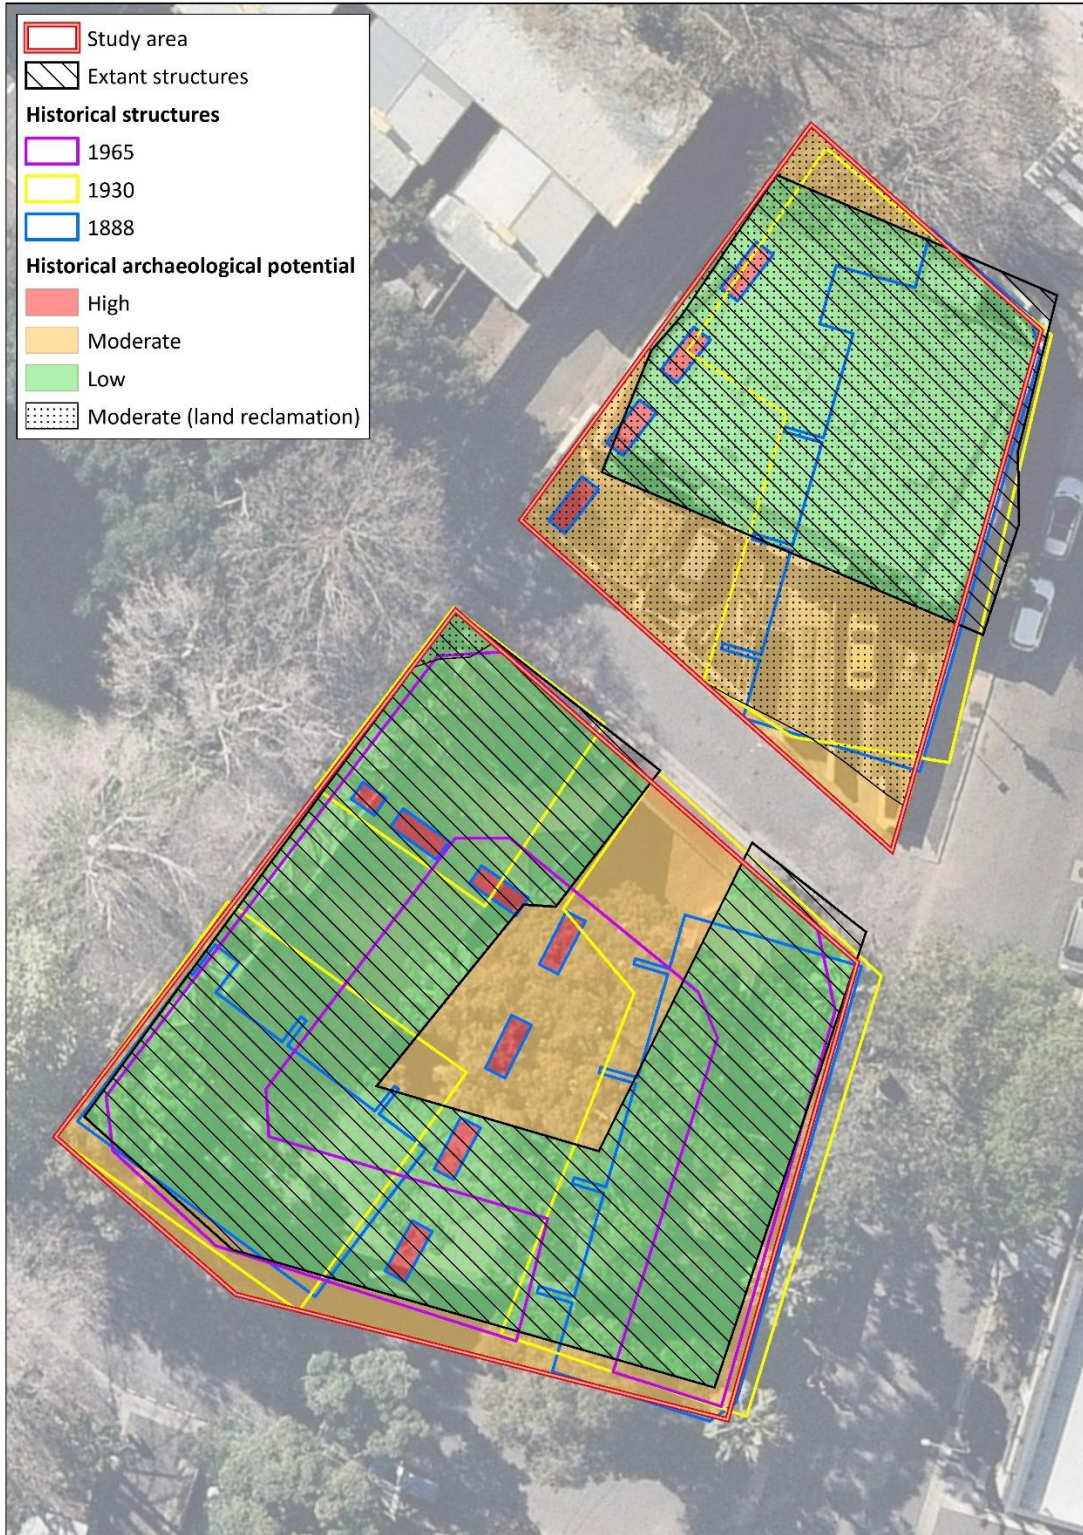 Study area
Extant structures
Historical structures
1965
1930
1888
Historical archaeological potential
High
Moderate
Low
Moderate (land reclamation)